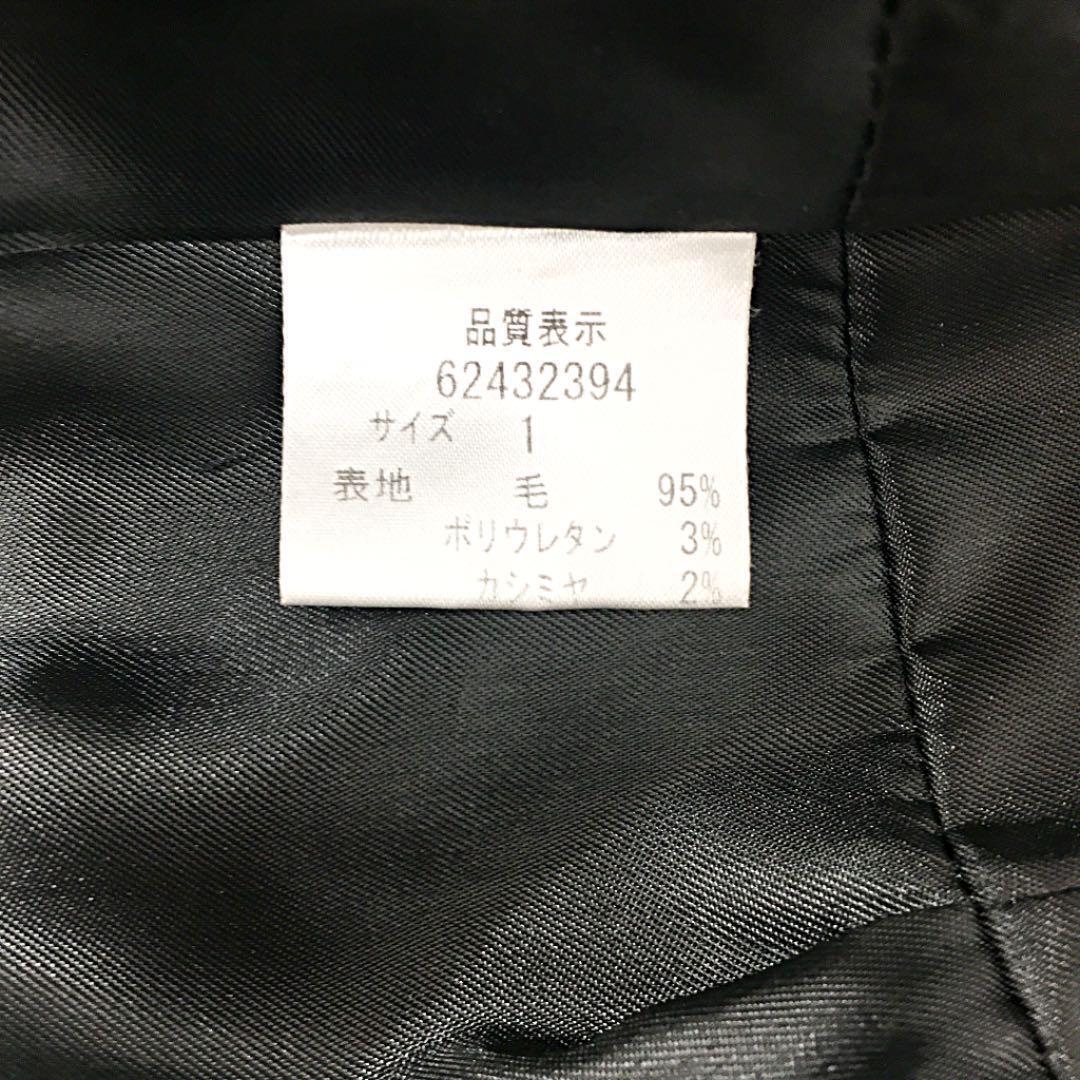 品質表示
62432394
サイズ 1
表地 毛 95%
ポリウレタン 3%
カシミヤ 2%